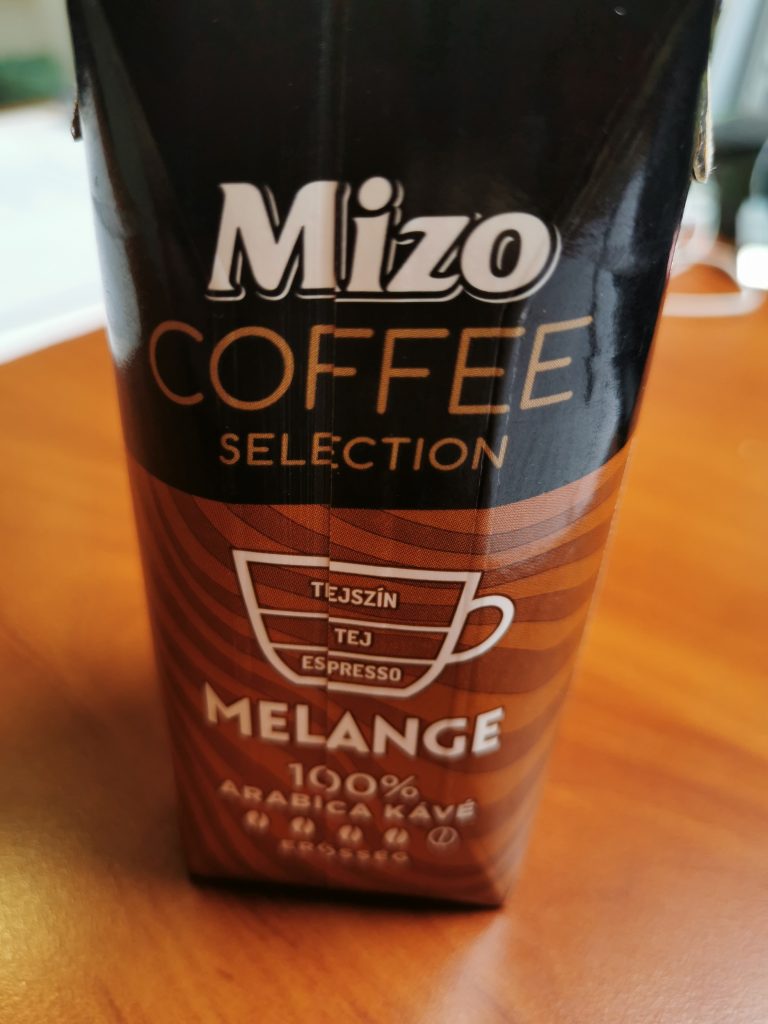 Mizo
COFFEE
SELECTION
TEJSZÍN
TEJ
ESPRESSO
MELANGE
100%
ARABICA KÁVÉ
ERŐSSÉG